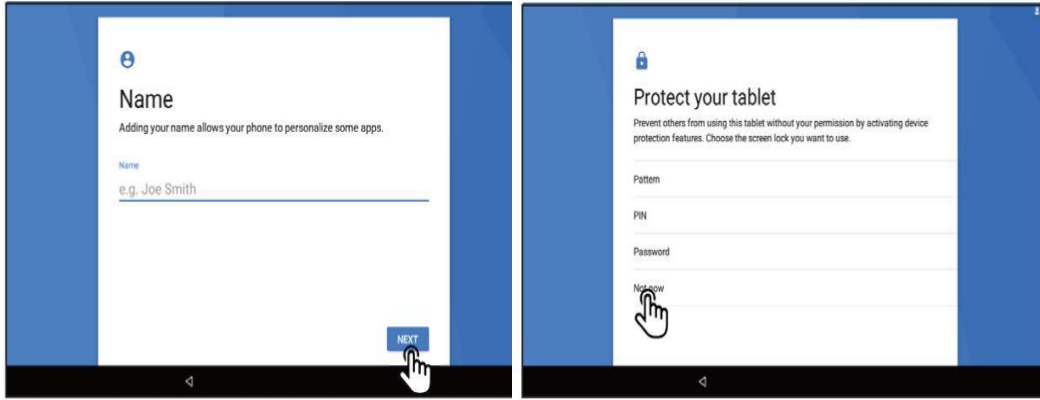 Name
Adding your name allows your phone to personalize some apps.
Name
e.g. Joe Smith
NEXT
Protect your tablet
Prevent others from using this tablet without your permission by activating device
protection features. Choose the screen lock you want to use.
Pattern
PIN
Password
Not now